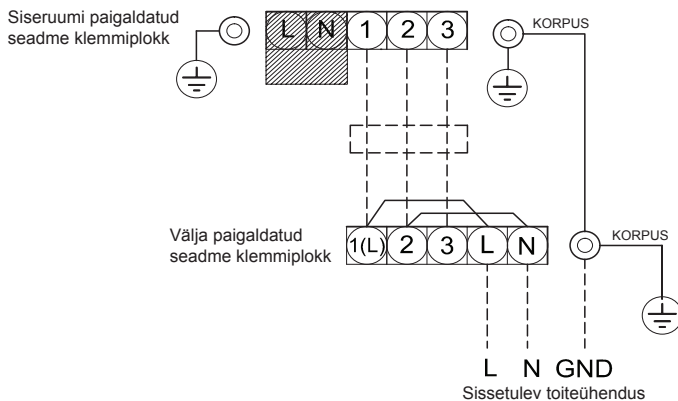 Siseruumi paigaldatud
seadme klemmiplokk
L N 1 2 3
KORPUS
Välja paigaldatud
seadme klemmiplokk
1(L) 2 3 L N
KORPUS
L N GND
Sissetulev toiteühendus